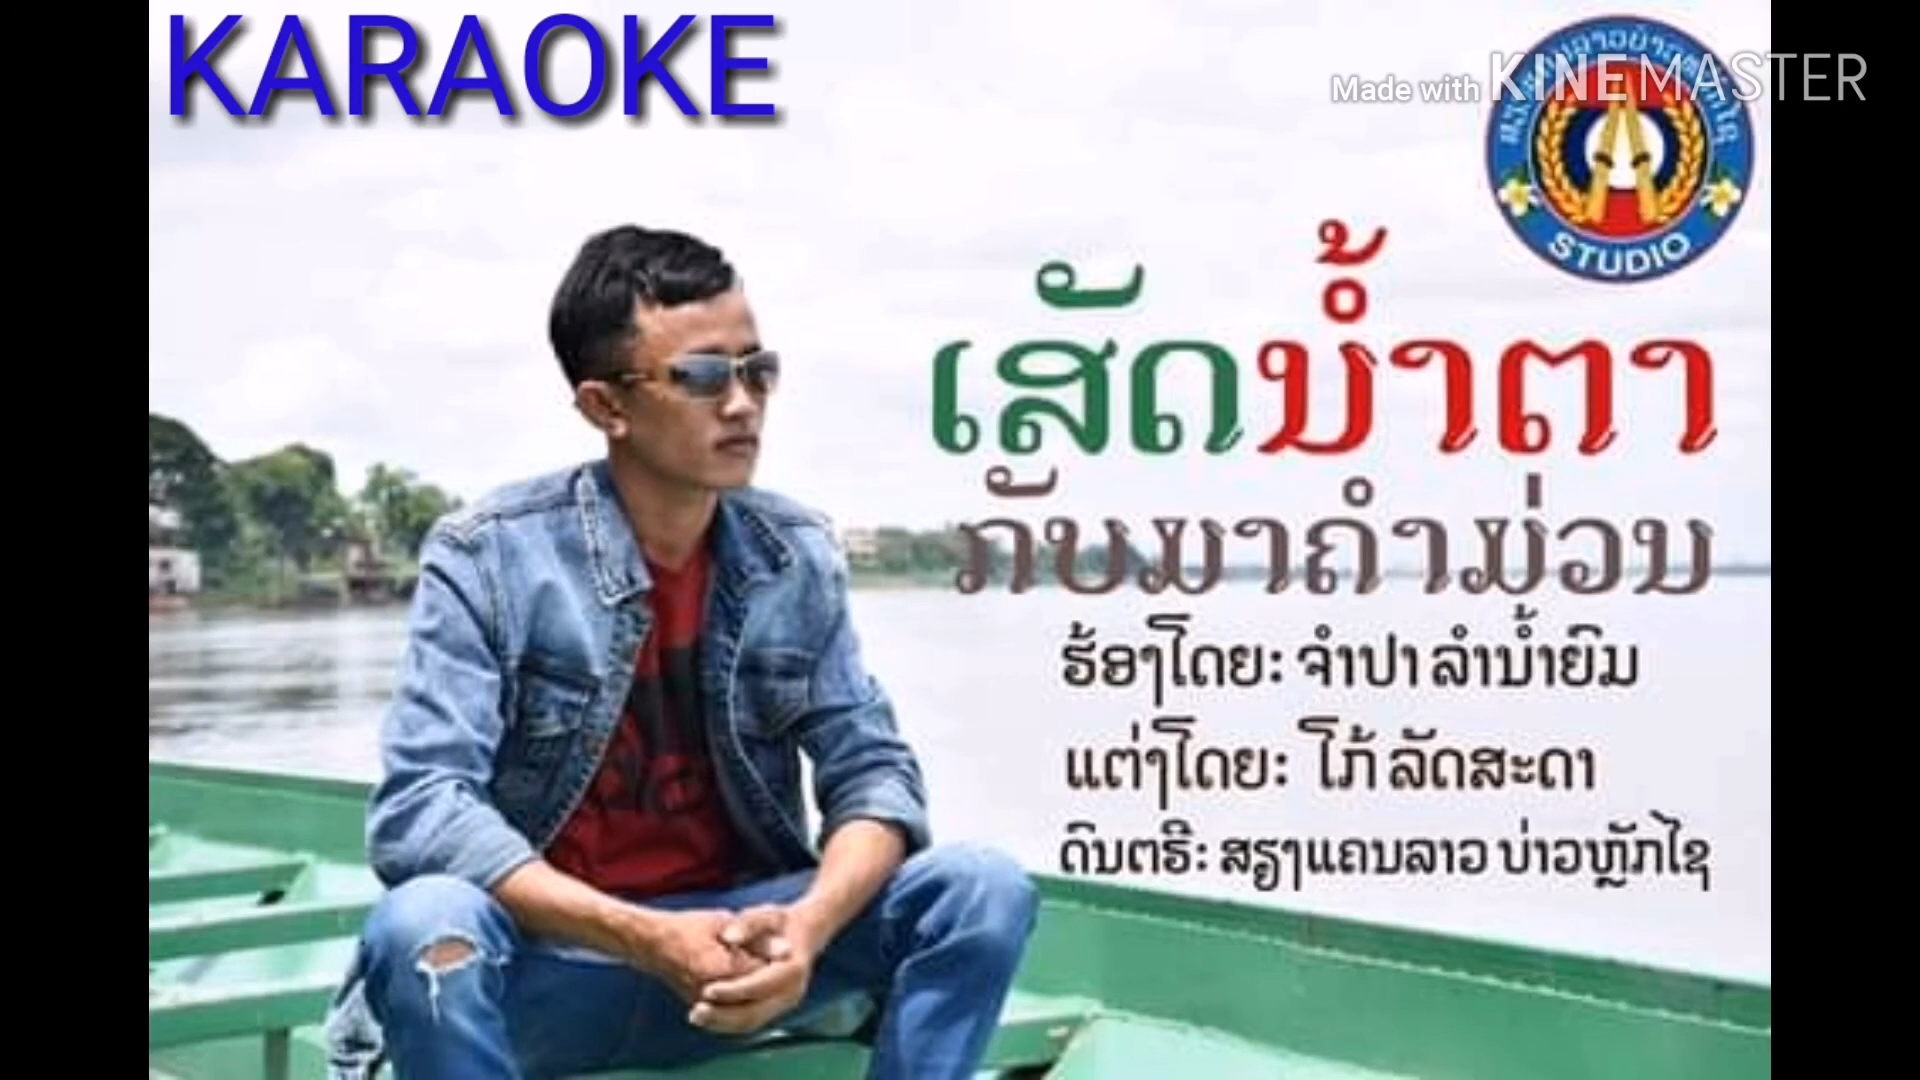 KARAOKE
Made with KINEMASTER
STUDIO
ເສັດນ້ຳຕາ
ກັບມາຄຳມ່ວນ
ຮ້ອງໂດຍ: ຈຳປາ ລຳນ້ຳຍົມ
ແຕ່ງໂດຍ: ໂກ້ ລັດສະດາ
ດົນຕຣີ: ສຽງແຄນລາວ ບ່າວຫຼັກໄຊ